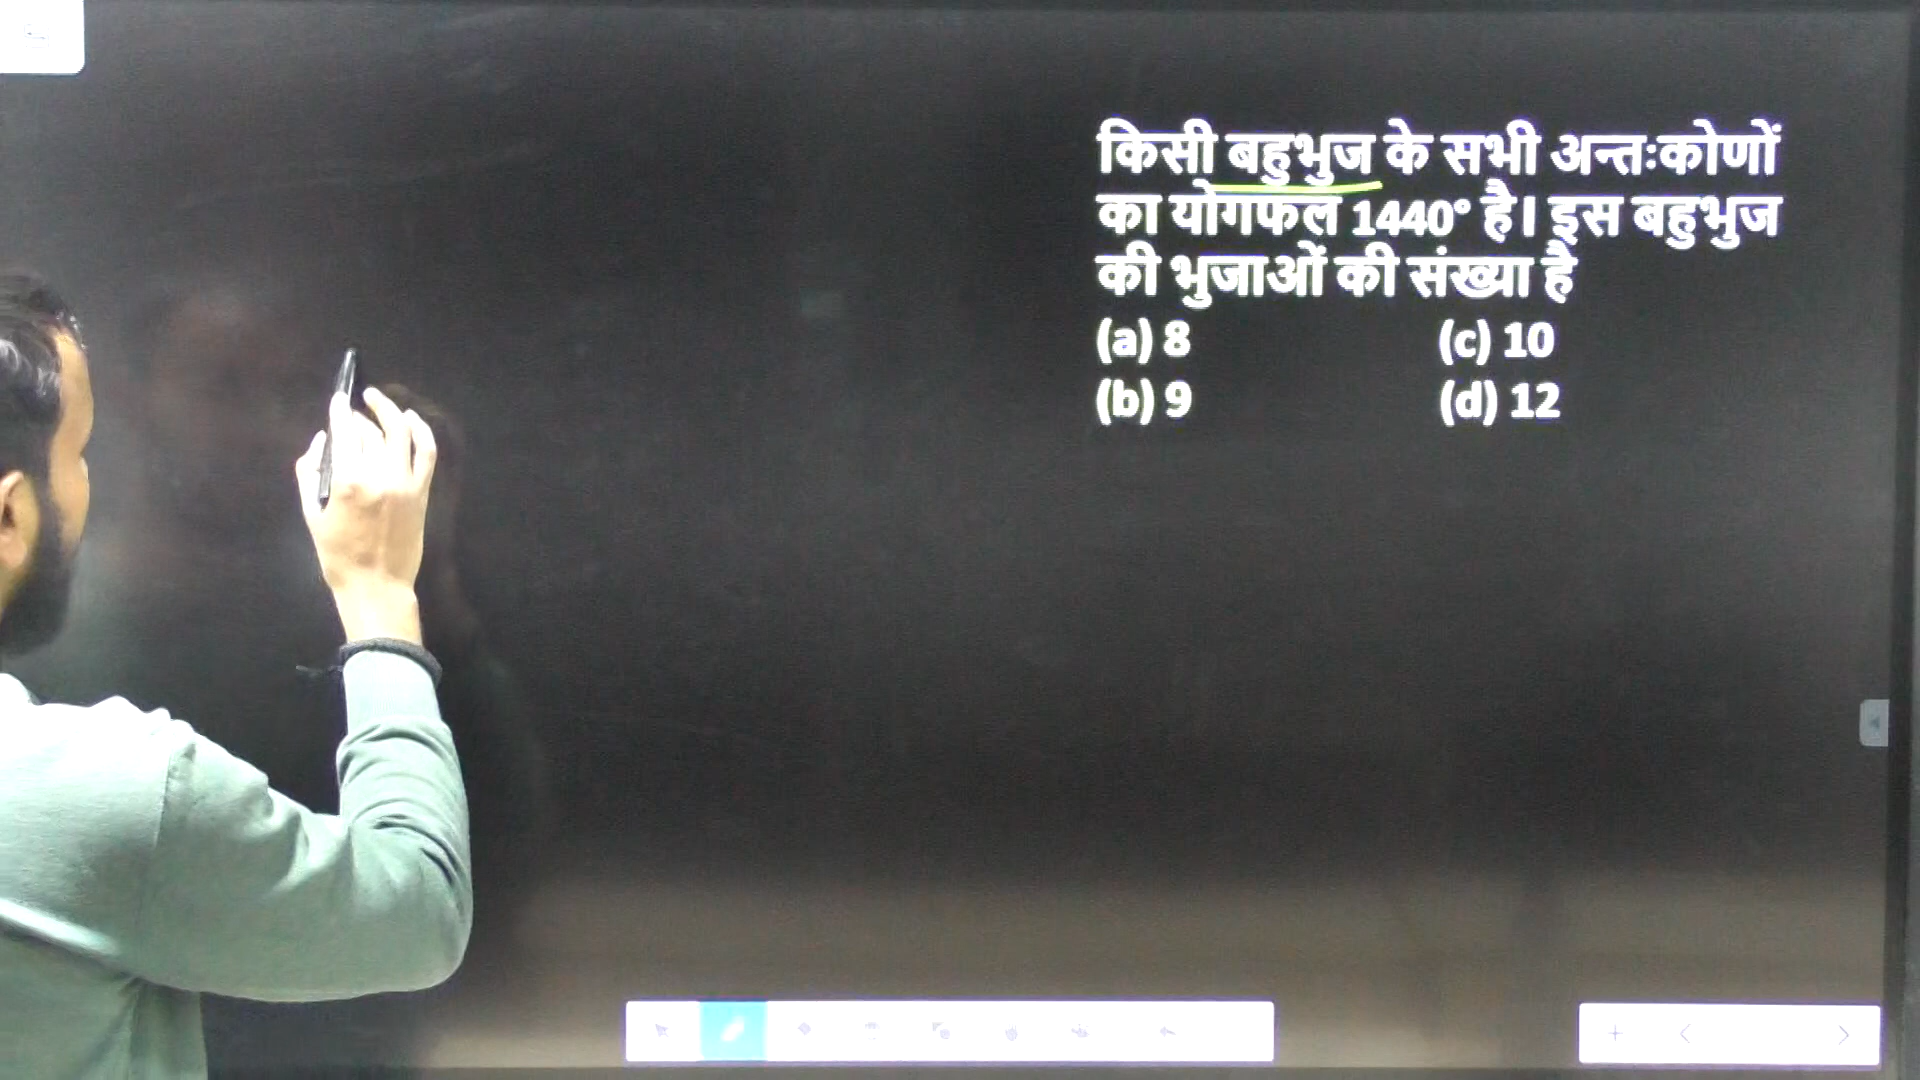 किसी बहुभुज के सभी अन्तःकोणों
का योगफल 1440° है। इस बहुभुज
की भुजाओं की संख्या है
(a) 8 (c) 10
(b) 9 (d) 12